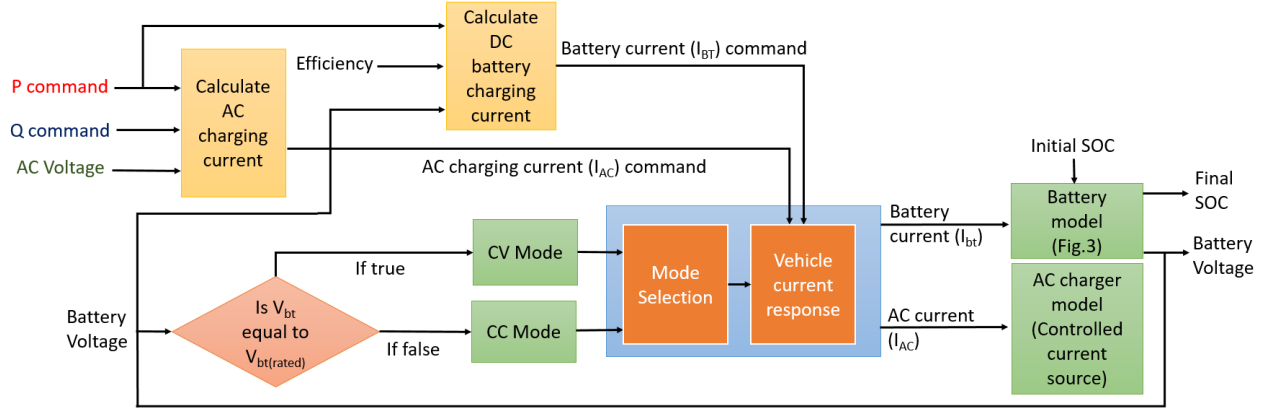 P command
Q command
AC Voltage
Calculate
AC
charging
current
Efficiency
Calculate
DC
battery
charging
current
Battery current (I_BT) command
AC charging current (I_AC) command
Battery
Voltage
Is V_bt
equal to
V_bt(rated)
If true
If false
CV Mode
CC Mode
Mode
Selection
Vehicle
current
response
Battery
current (I_bt)
AC current
(I_AC)
Initial SOC
Battery
model
(Fig.3)
AC charger
model
(Controlled
current
source)
Final
SOC
Battery
Voltage